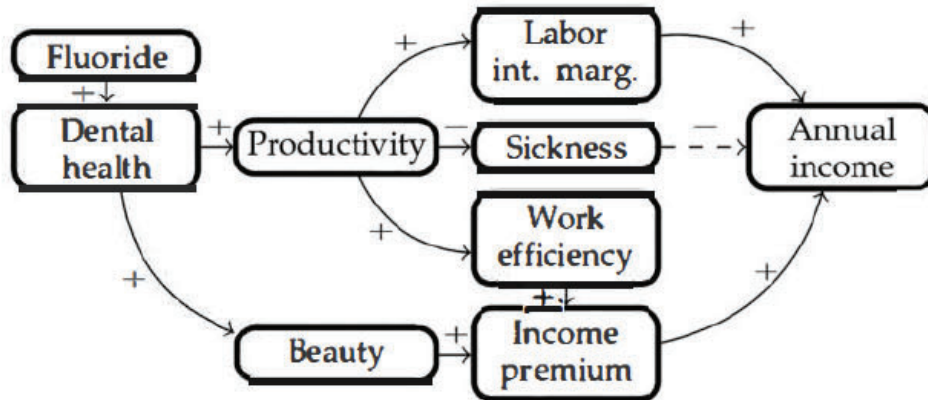 Fluoride
+
Dental
health
+
Productivity
+
Labor
int. marg.
+
−
Sickness
−
Annual
income
+
Work
efficiency
+
+
Beauty
+
Income
premium
+